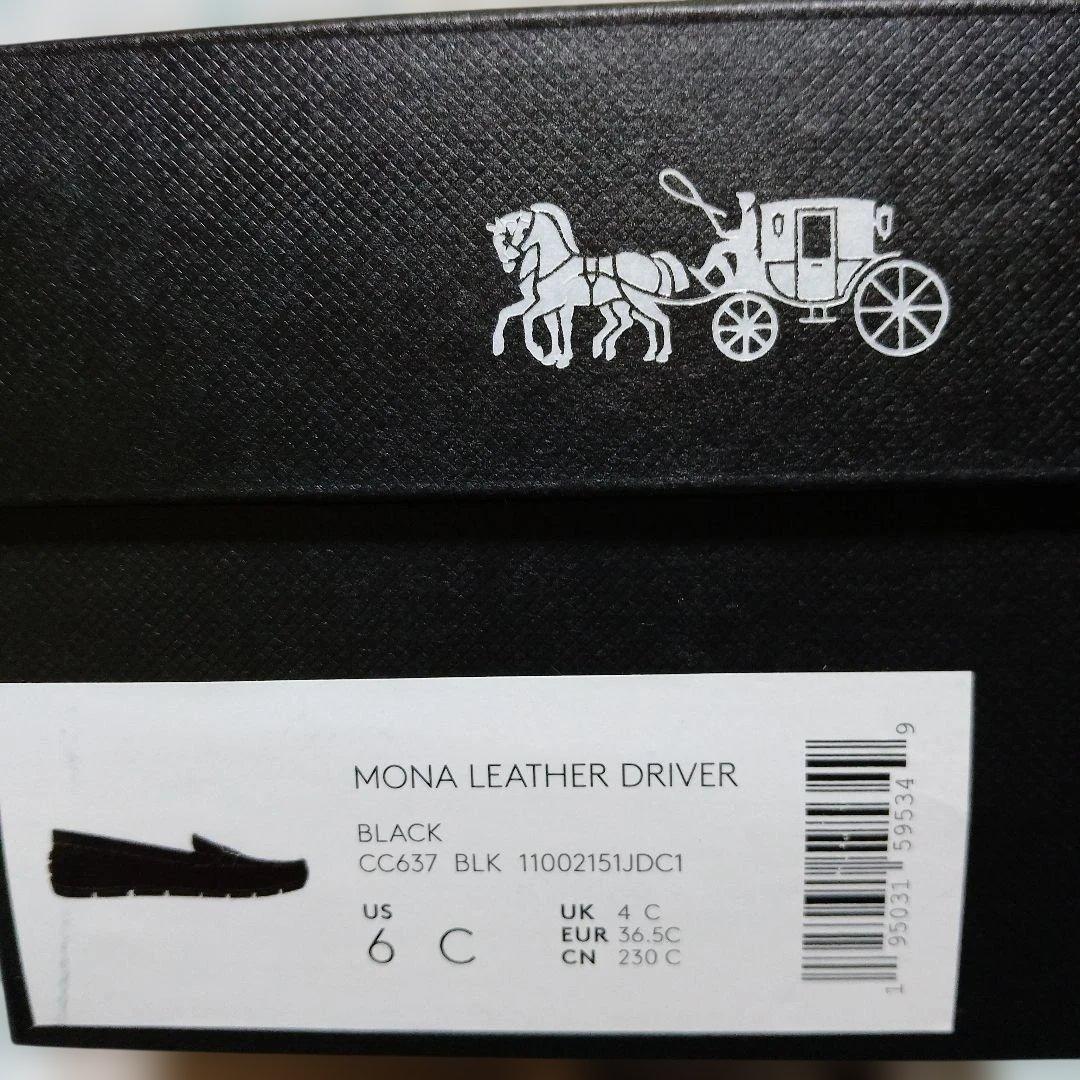 MONA LEATHER DRIVER
BLACK
CC637 BLK 11002151JDC1
US
6 C
UK 4 C
EUR 36.5C
CN 230 C
1 95031 59534 9